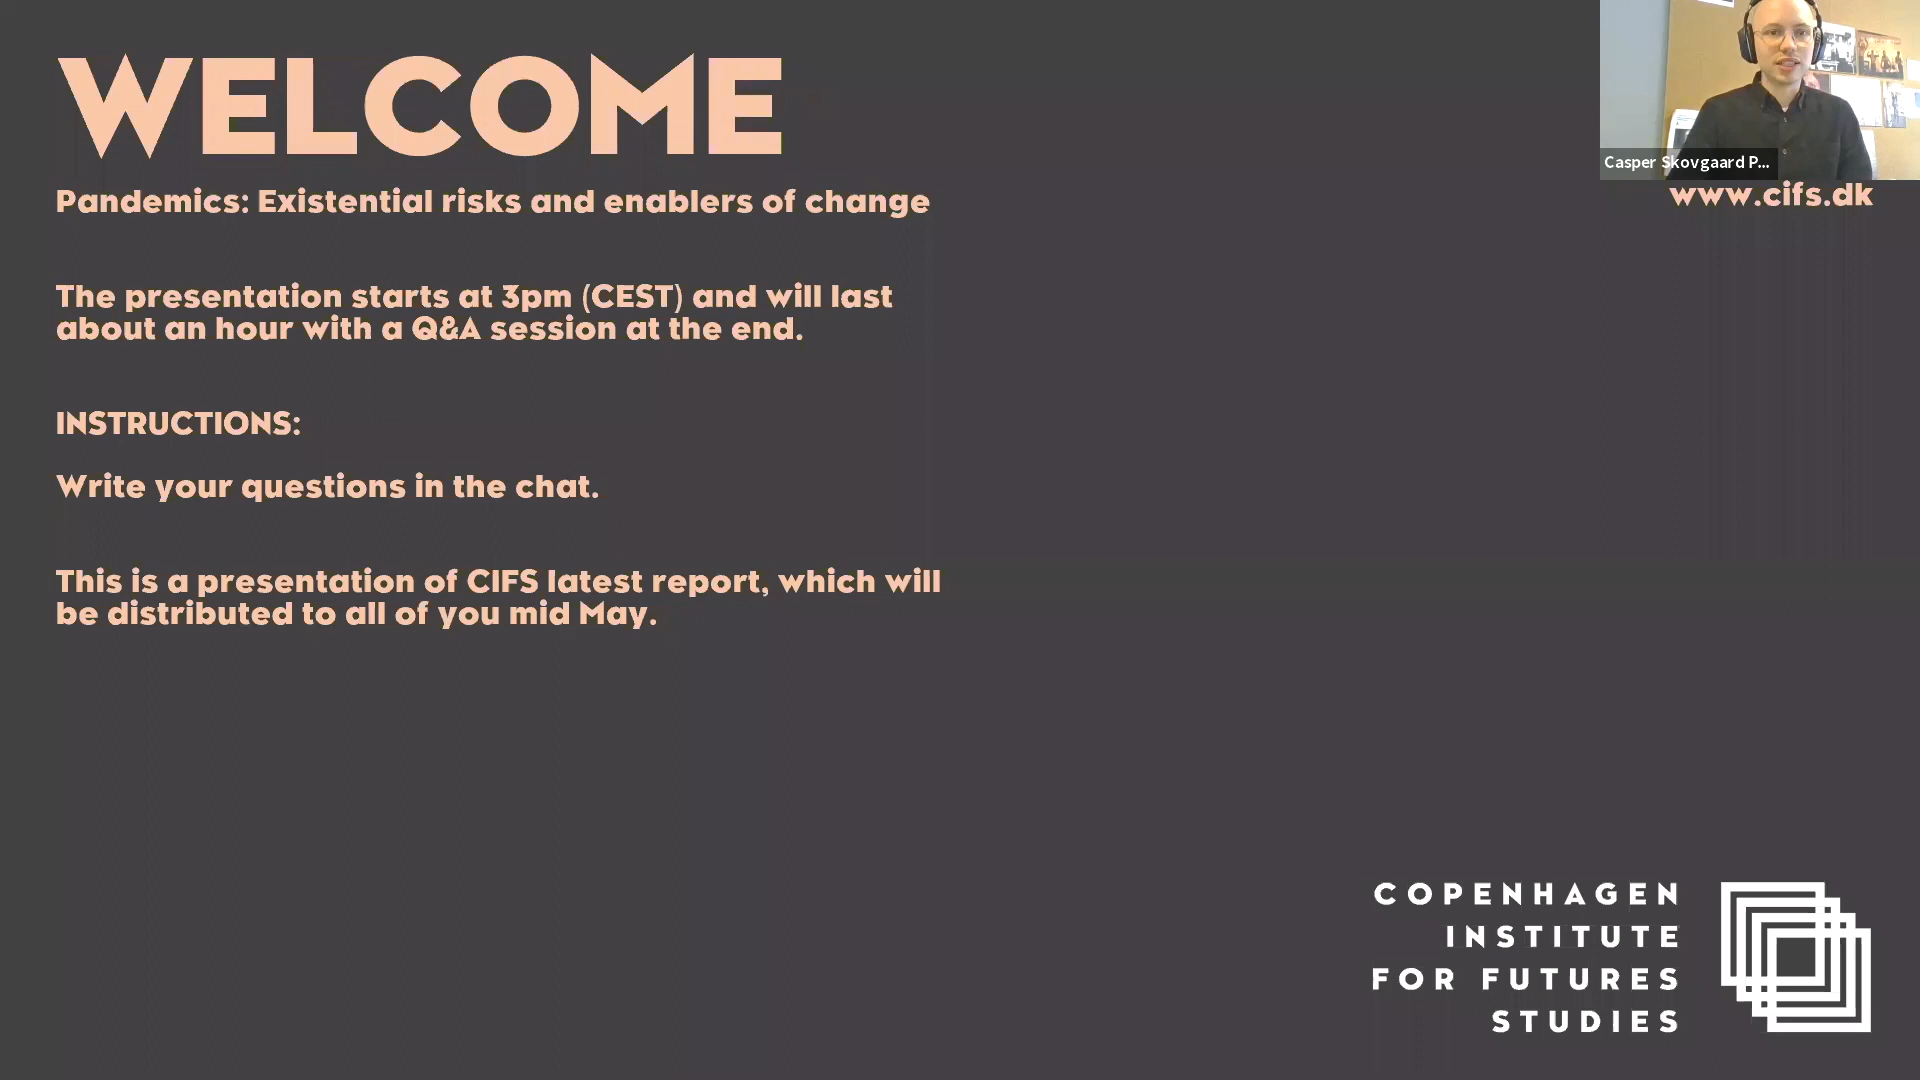 WELCOME
Pandemics: Existential risks and enablers of change
The presentation starts at 3pm (CEST) and will last
about an hour with a Q&A session at the end.
INSTRUCTIONS:
Write your questions in the chat.
This is a presentation of CIFS latest report, which will
be distributed to all of you mid May.
Casper Skovgaard P...
www.cifs.dk
COPENHAGEN
INSTITUTE
FOR FUTURES
STUDIES